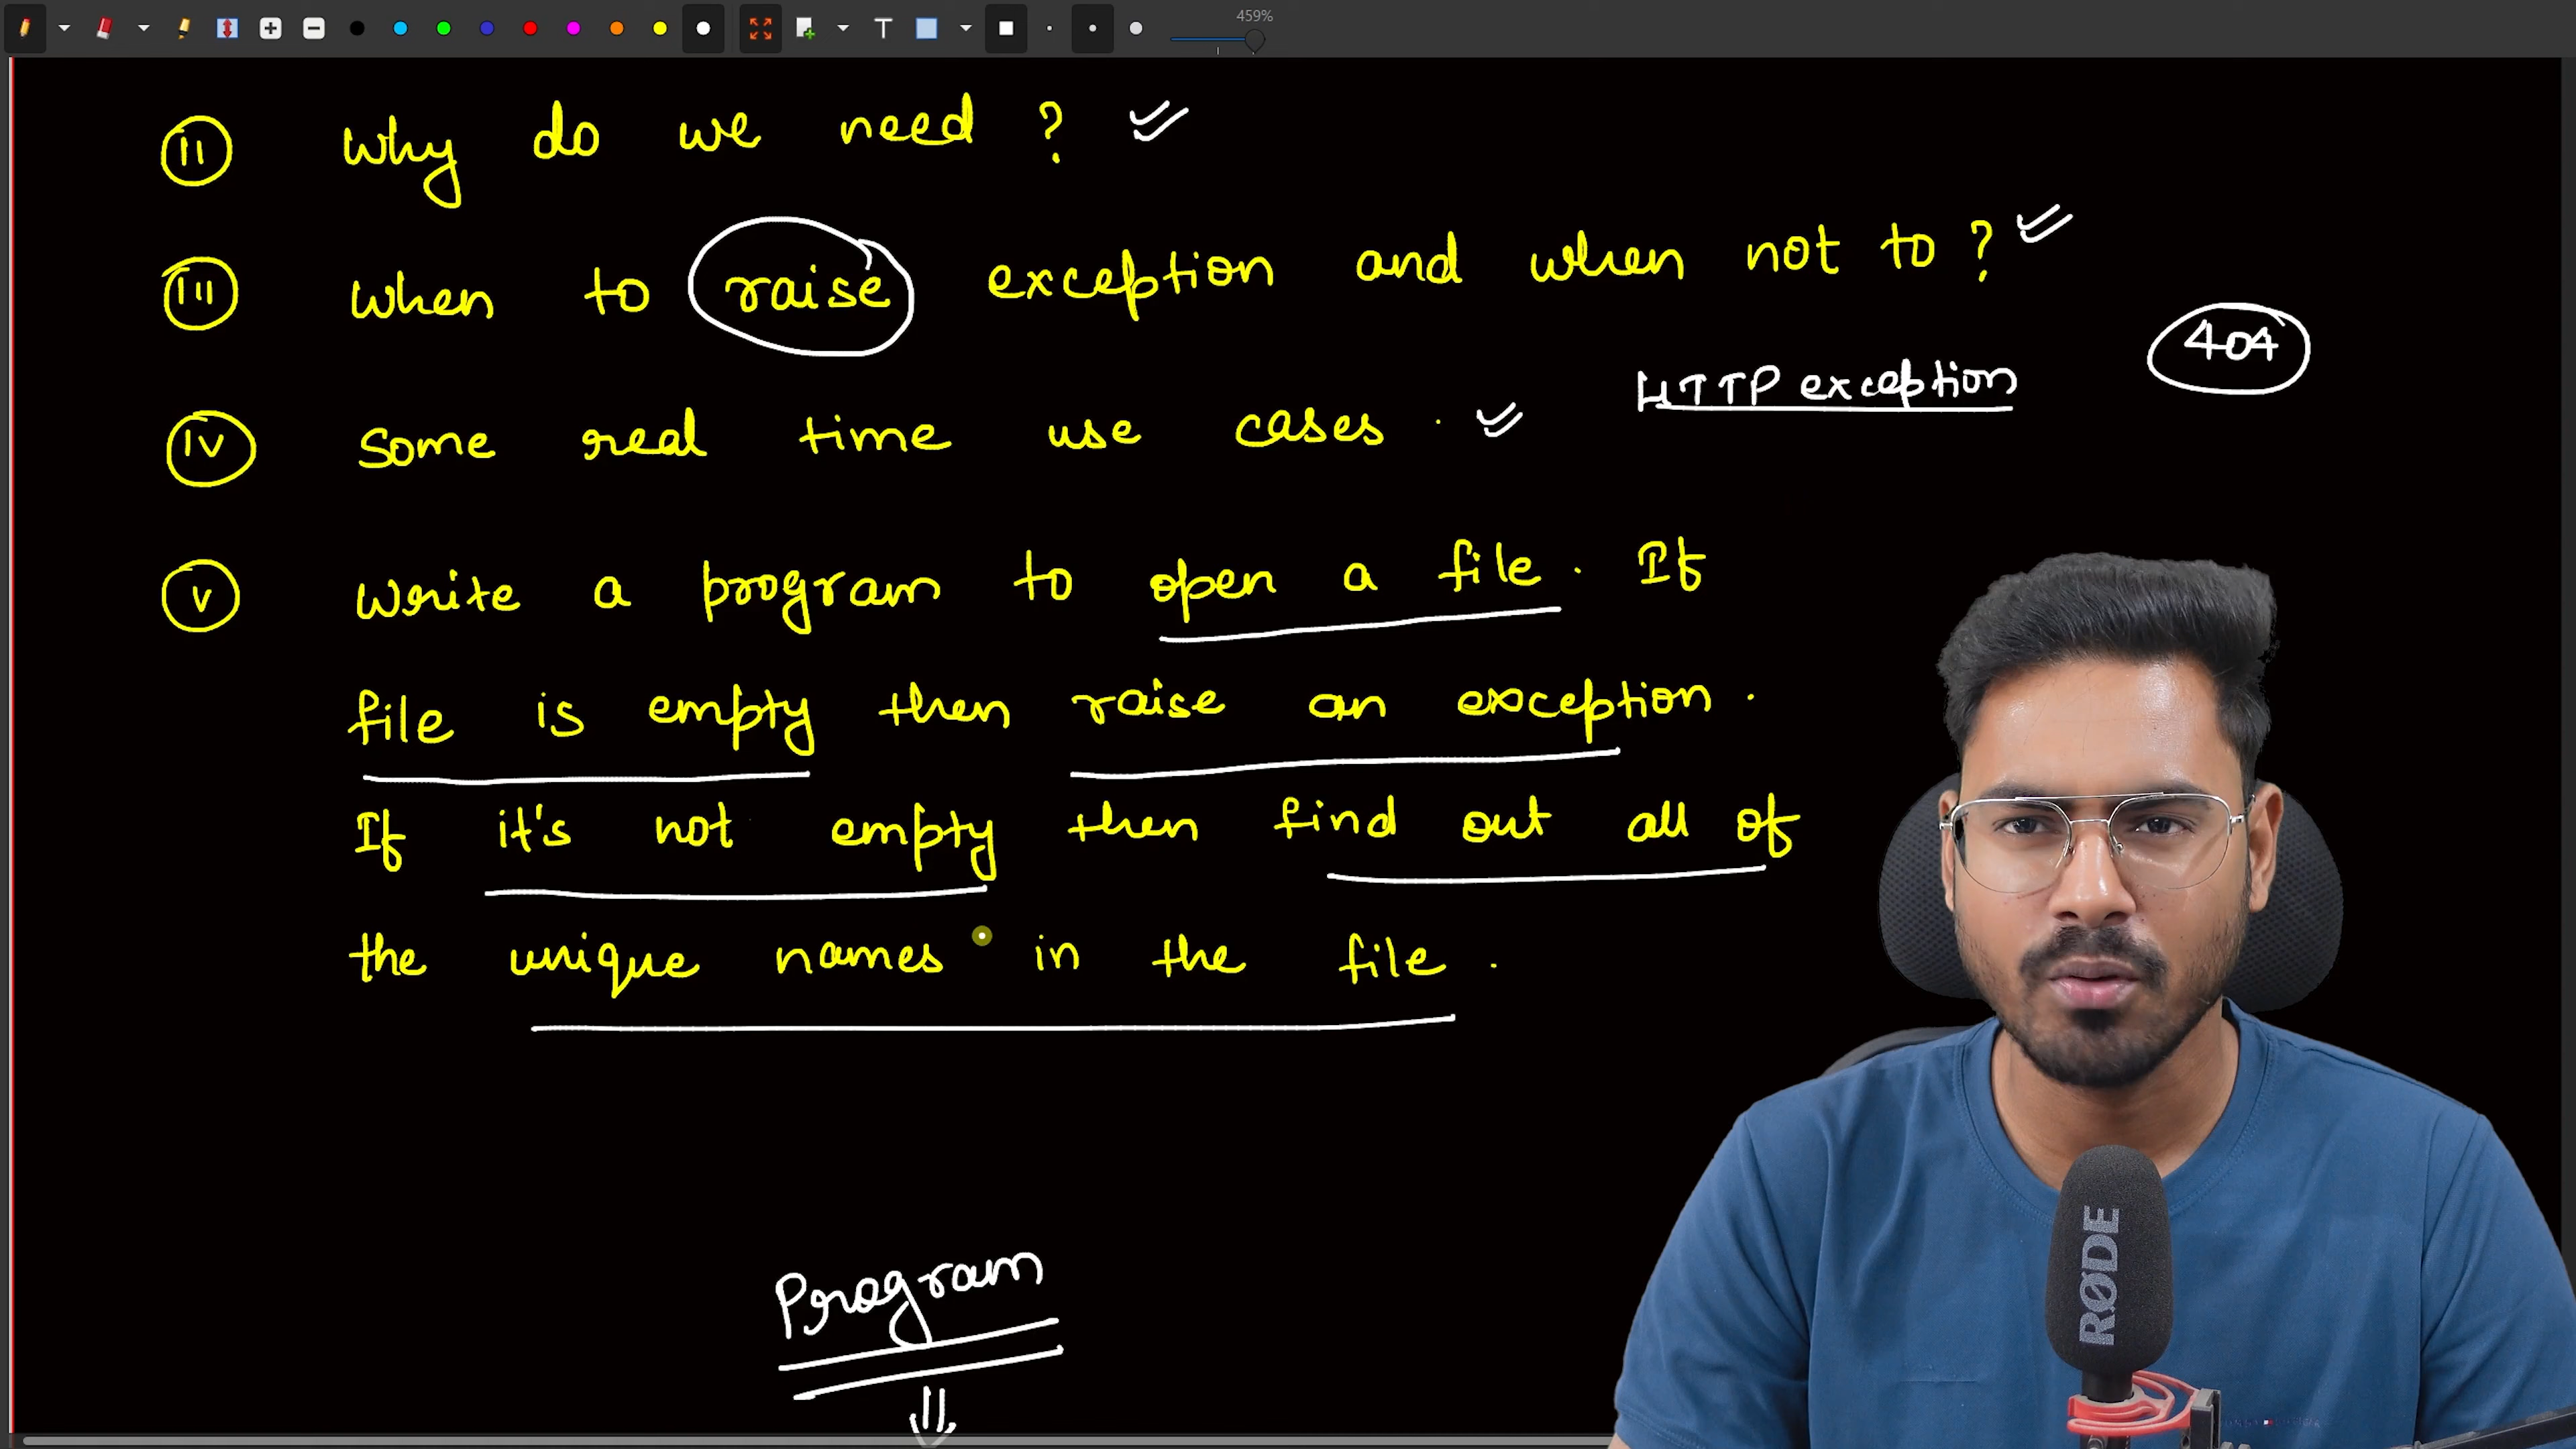 459%
ii why do we need ?
iii when to raise exception and when not to ?
404
HTTP exception
iv some real time use cases .
v write a program to open a file . If
file is empty then raise an exception .
If it's not empty then find out all of
the unique names in the file .
Program
RØDE